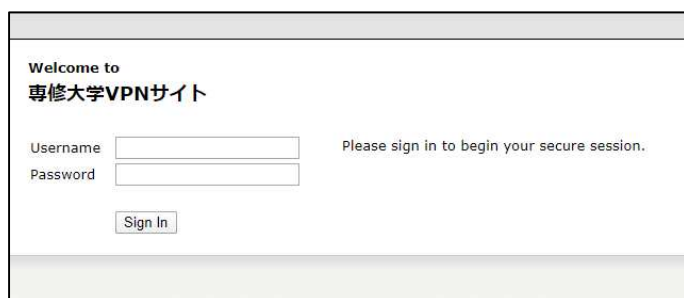 Welcome to
専修大学VPNサイト
Username
Please sign in to begin your secure session.
Password
Sign In